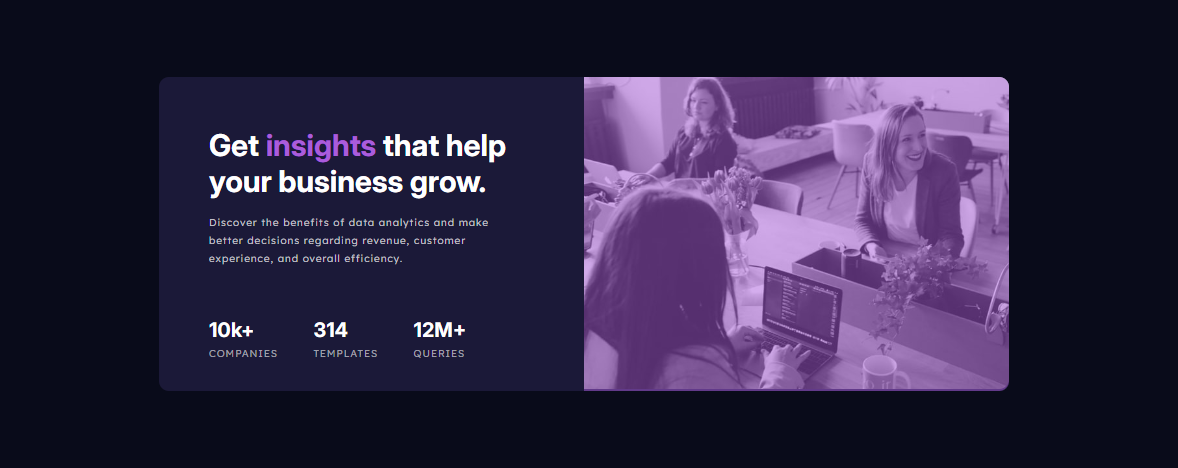 Get insights that help
your business grow.
Discover the benefits of data analytics and make
better decisions regarding revenue, customer
experience, and overall efficiency.
10k+ 314 12M+
COMPANIES TEMPLATES QUERIES